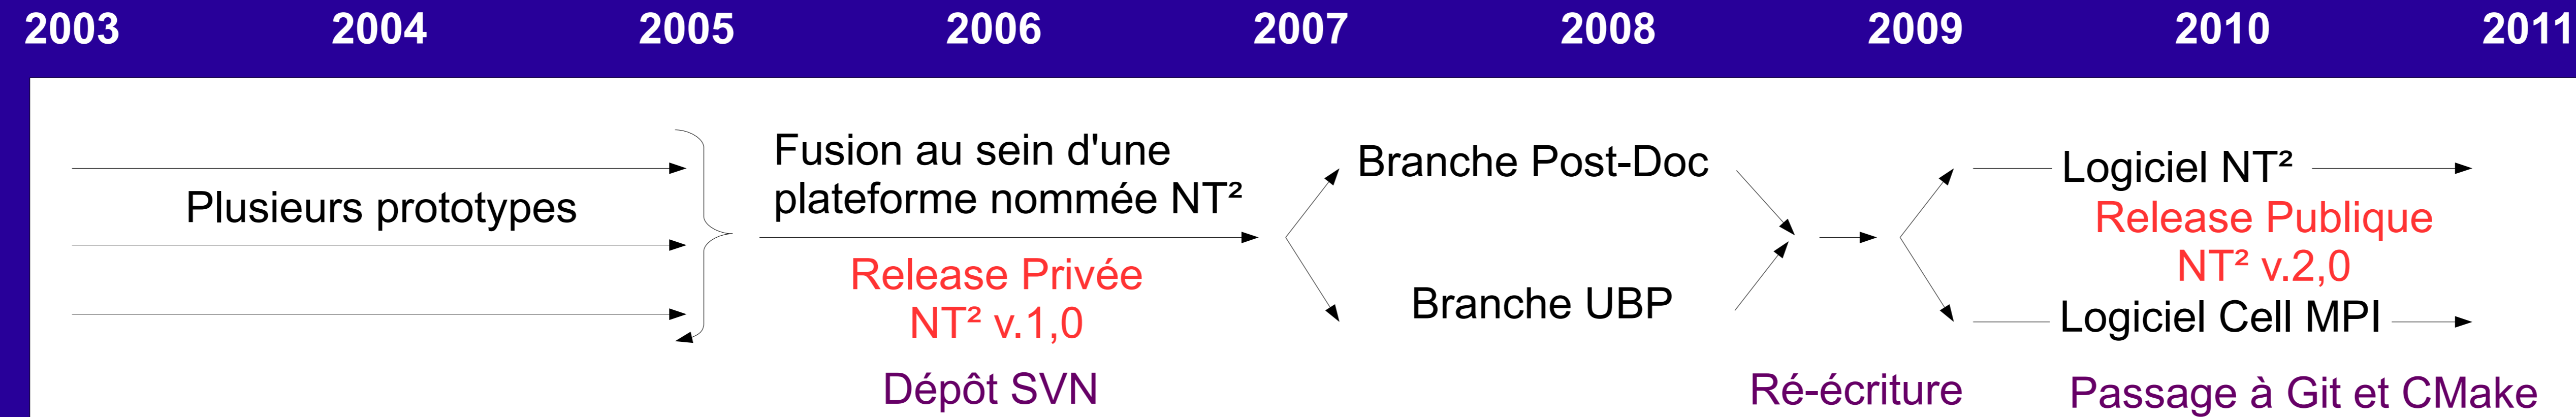 2003 2004 2005 2006 2007 2008 2009 2010 2011
Plusieurs prototypes
Fusion au sein d'une
plateforme nommée NT²
Release Privée
NT² v.1,0
Dépôt SVN
Branche Post-Doc
Branche UBP
Ré-écriture
Logiciel NT²
Release Publique
NT² v.2,0
Logiciel Cell MPI
Passage à Git et CMake